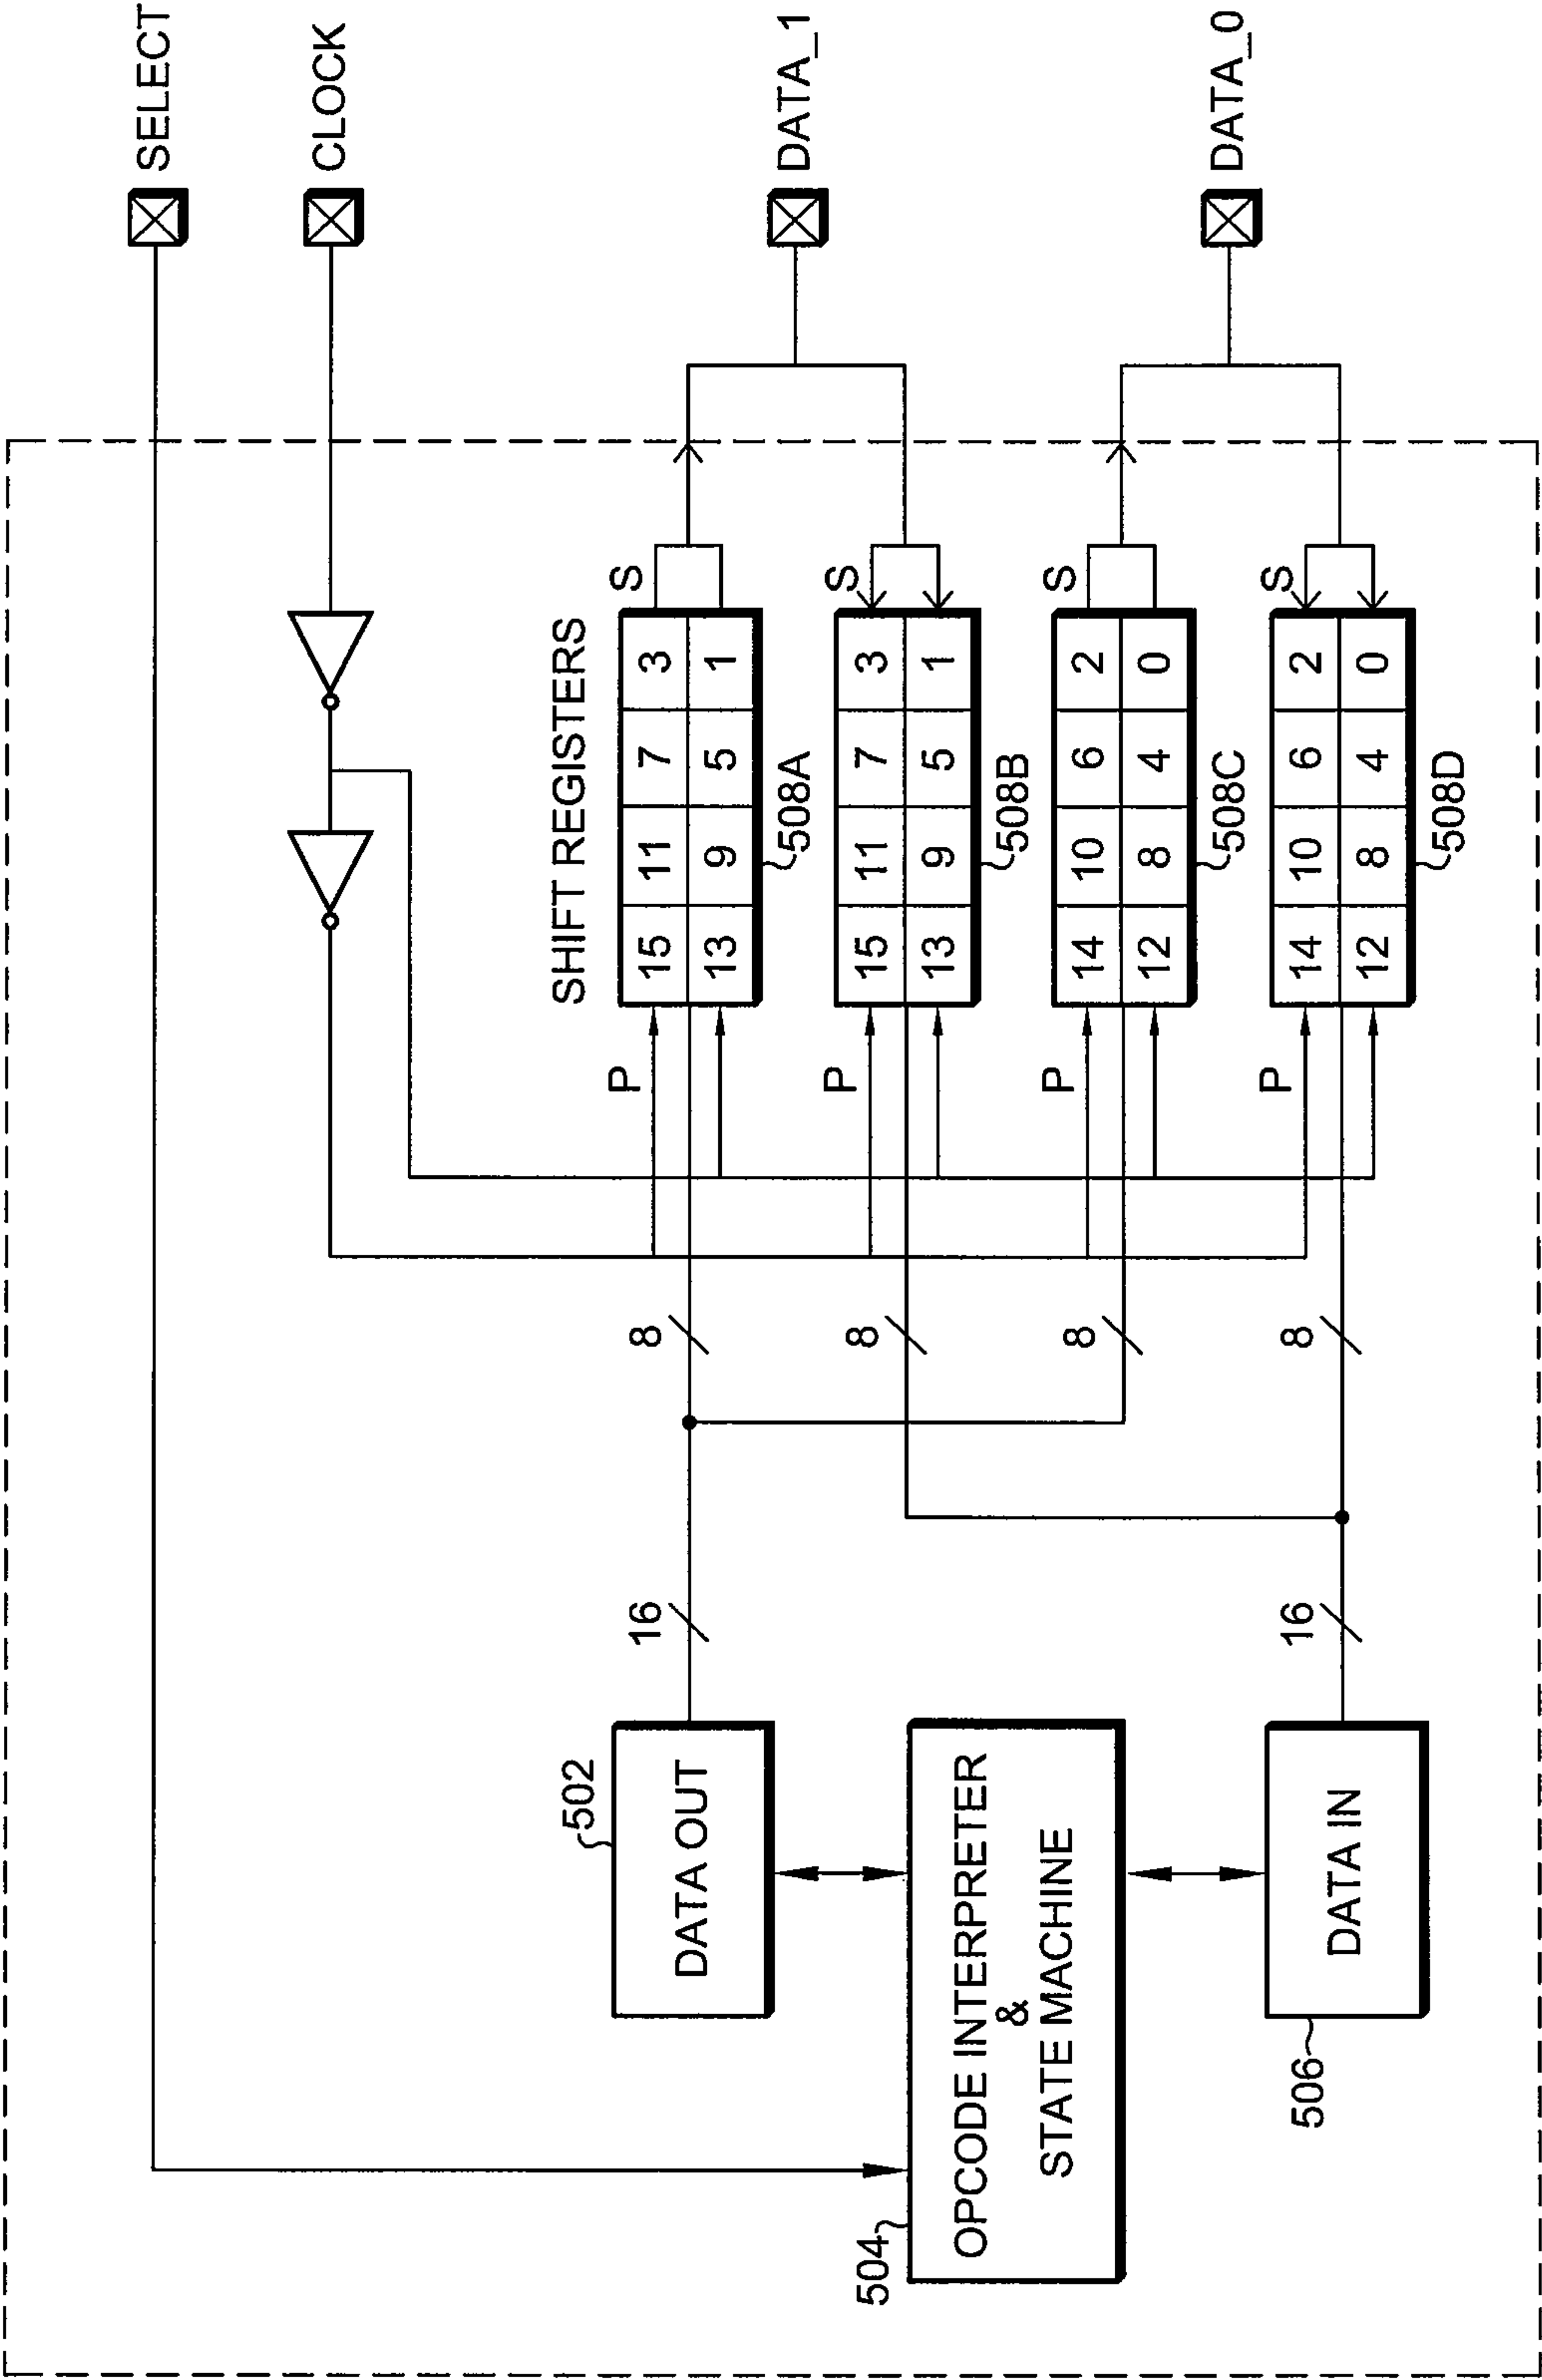 SELECT
CLOCK
DATA_1
DATA_0
SHIFT REGISTERS
P
15 11 7 3
13 9 5 1
S
508A
P
15 11 7 3
13 9 5 1
S
508B
P
14 10 6 2
12 8 4 0
S
508C
P
14 10 6 2
12 8 4 0
S
508D
8
8
8
8
16
16
502
DATA OUT
504
OPCODE INTERPRETER
&
STATE MACHINE
506
DATA IN